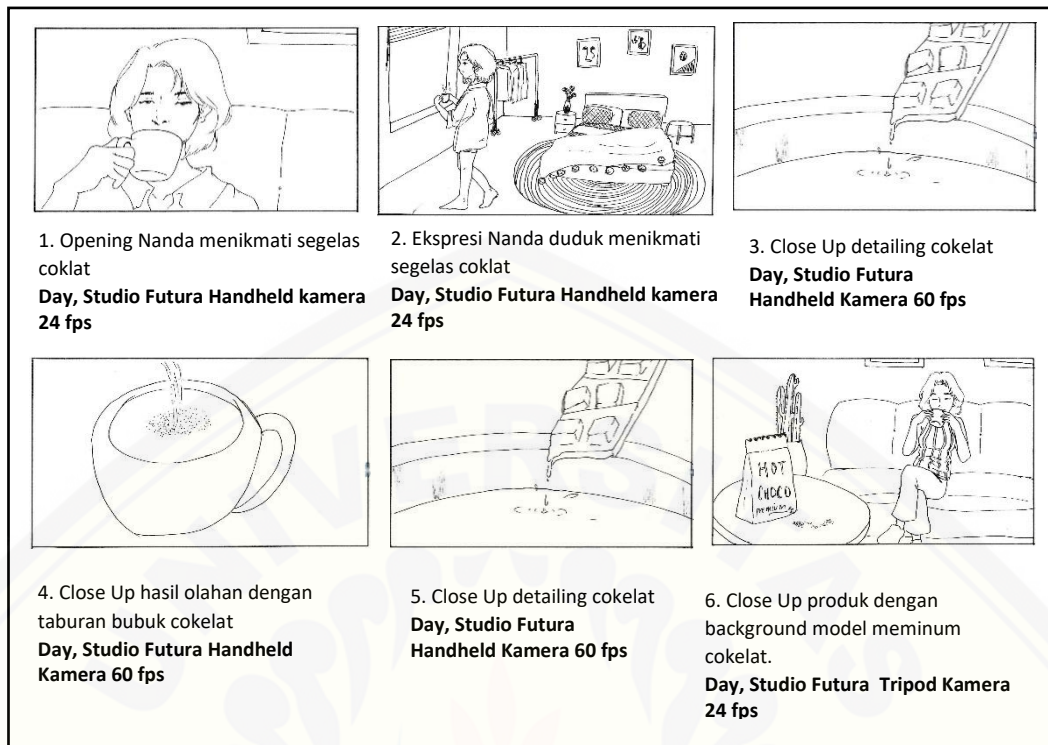 1. Opening Nanda menikmati segelas
coklat
Day, Studio Futura Handheld kamera
24 fps
2. Ekspresi Nanda duduk menikmati
segelas coklat
Day, Studio Futura Handheld kamera
24 fps
3. Close Up detailing cokelat
Day, Studio Futura
Handheld Kamera 60 fps
HOT
CHOCO
PREMIUM
4. Close Up hasil olahan dengan
taburan bubuk cokelat
Day, Studio Futura Handheld
Kamera 60 fps
5. Close Up detailing cokelat
Day, Studio Futura
Handheld Kamera 60 fps
6. Close Up produk dengan
background model meminum
cokelat.
Day, Studio Futura Tripod Kamera
24 fps
UNIVERSITAS